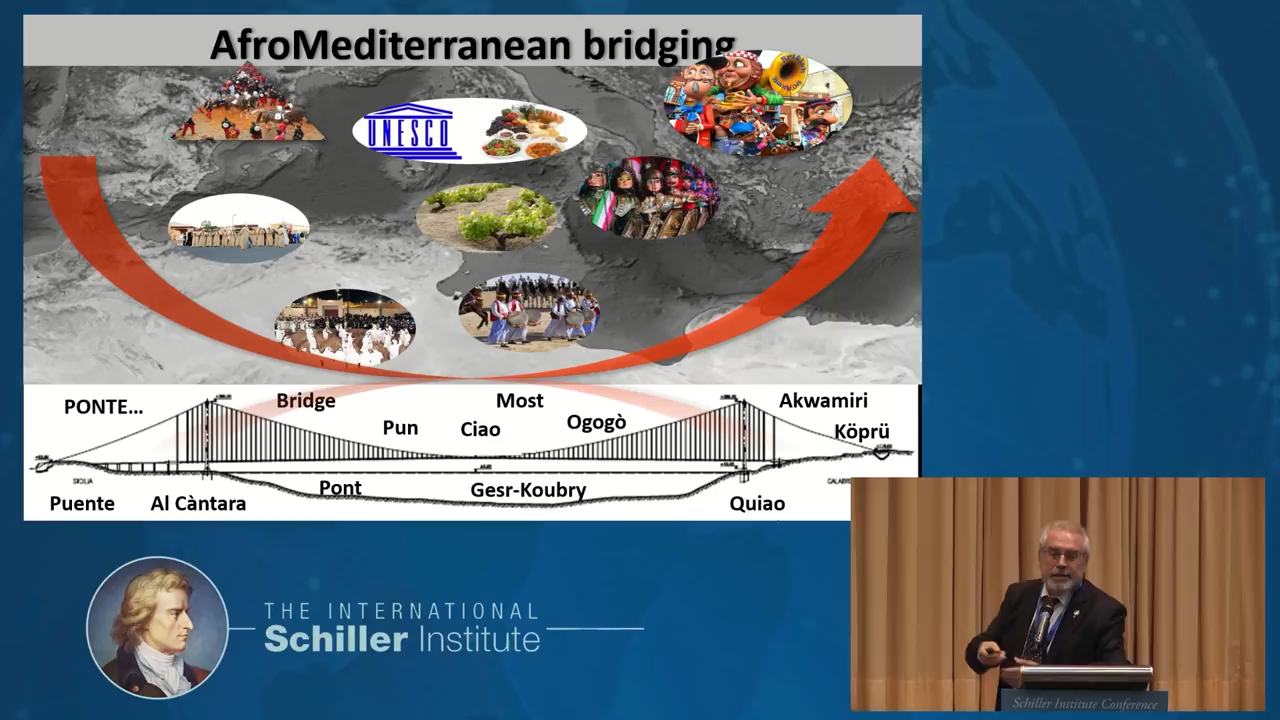 AfroMediterranean bridging
UNESCO
PONTE...
Bridge
Most
Akwamiri
Pun
Ciao
Ogogò
Köprü
SICILIA
Puente
Al Càntara
Pont
Gesr-Koubry
Quiao
THE INTERNATIONAL
Schiller Institute
Schiller Institute Conference